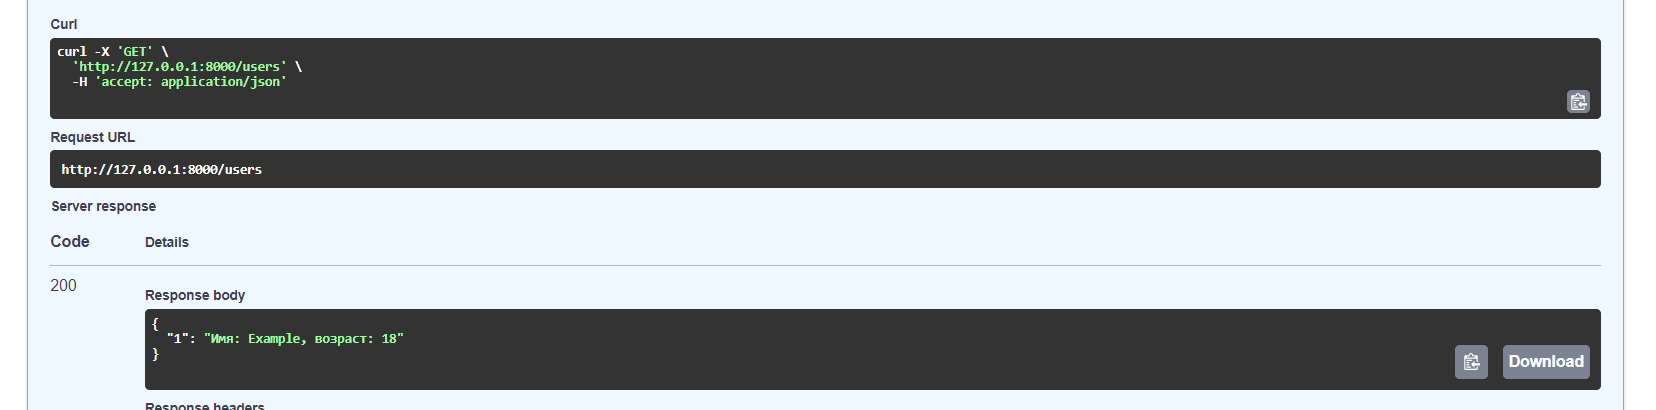 Curl
curl -X 'GET' \
'http://127.0.0.1:8000/users' \
-H 'accept: application/json'
Request URL
http://127.0.0.1:8000/users
Server response
Code Details
200
Response body
{
"1": "Имя: Example, возраст: 18"
}
Download
Response headers